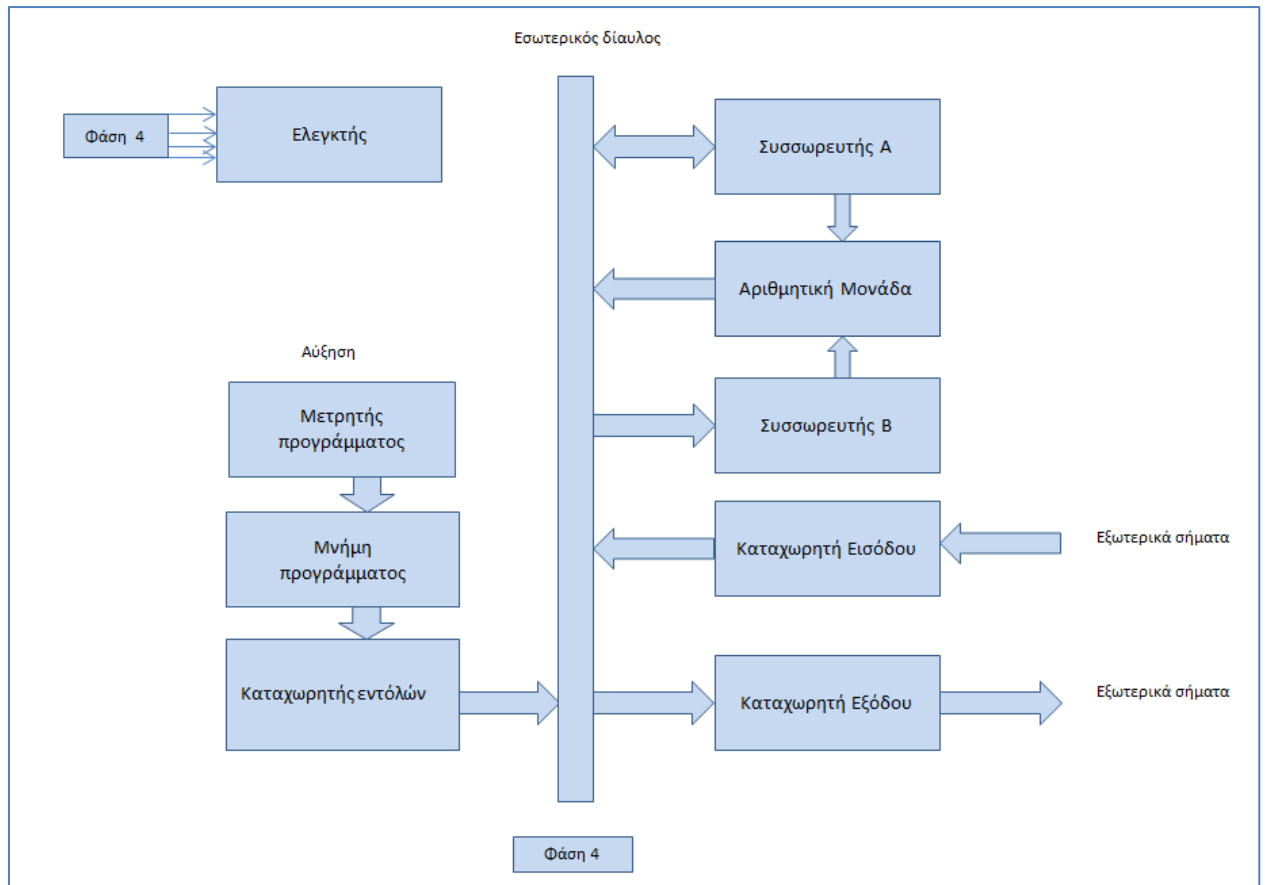 Εσωτερικός δίαυλος
Φάση 4
Ελεγκτής
Συσσωρευτής Α
Αριθμητική Μονάδα
Αύξηση
Μετρητής
προγράμματος
Συσσωρευτής Β
Μνήμη
προγράμματος
Καταχωρητή Εισόδου
Εξωτερικά σήματα
Καταχωρητής εντόλών
Καταχωρητή Εξόδου
Εξωτερικά σήματα
Φάση 4